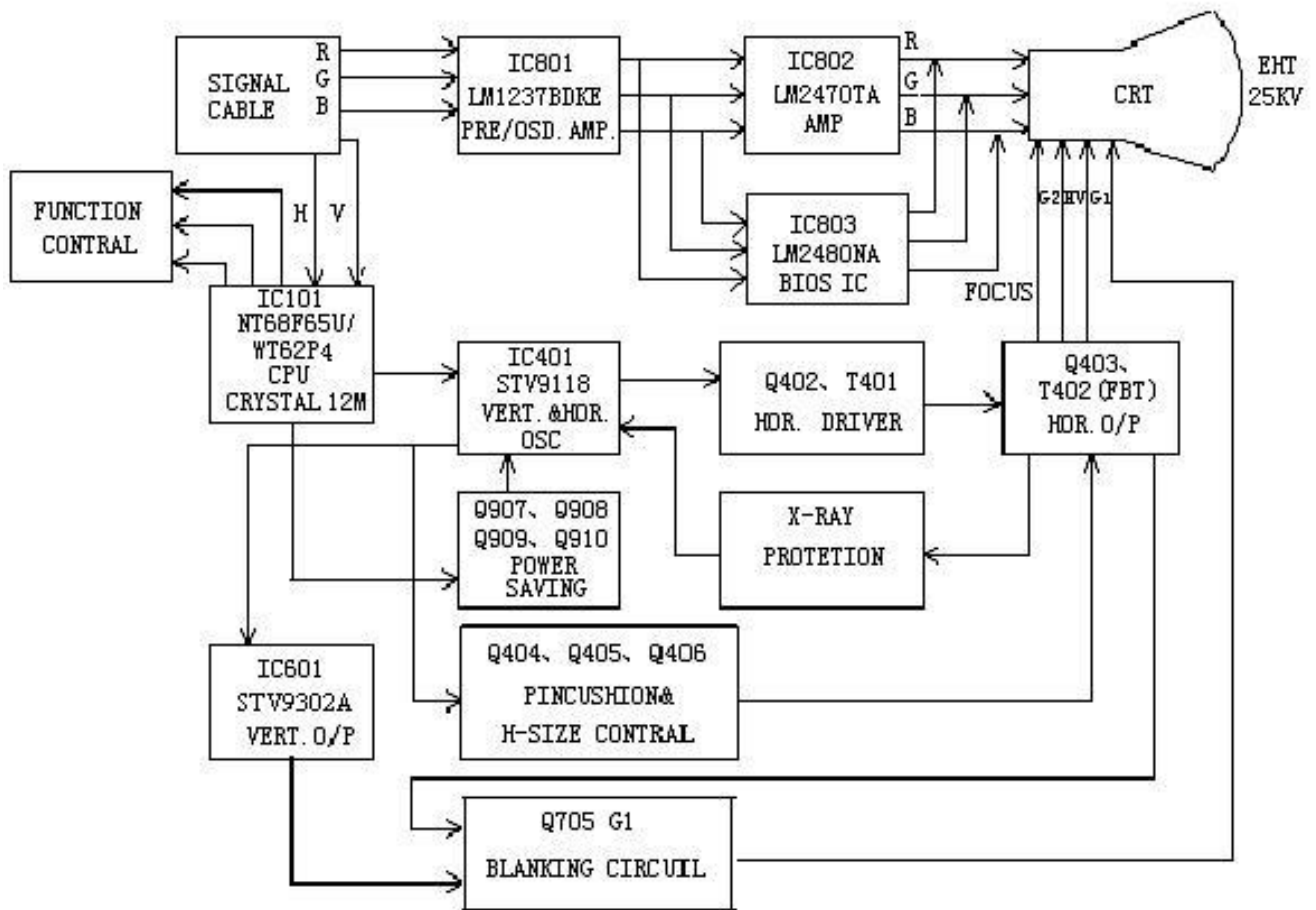 SIGNAL
CABLE
R
G
B
IC801
LM1237BDKE
PRE/OSD. AMP.
IC802
LM2470TA
AMP
R
G
B
CRT
EHT
25KV
FUNCTION
CONTRAL
H
V
IC803
LM2480NA
BIOS IC
G2
HV
G1
FOCUS
IC101
NT68F65U/
WT62P4
CPU
CRYSTAL 12M
IC401
STV9118
VERT.&HOR.
OSC
Q402、T401
HOR. DRIVER
Q403、
T402(FBT)
HOR.O/P
Q907、Q908
Q909、Q910
POWER
SAVING
X-RAY
PROTETION
IC601
STV9302A
VERT.O/P
Q404、Q405、Q406
PINCUSHION&
H-SIZE CONTRAL
Q705 G1
BLANKING CIRCUIL